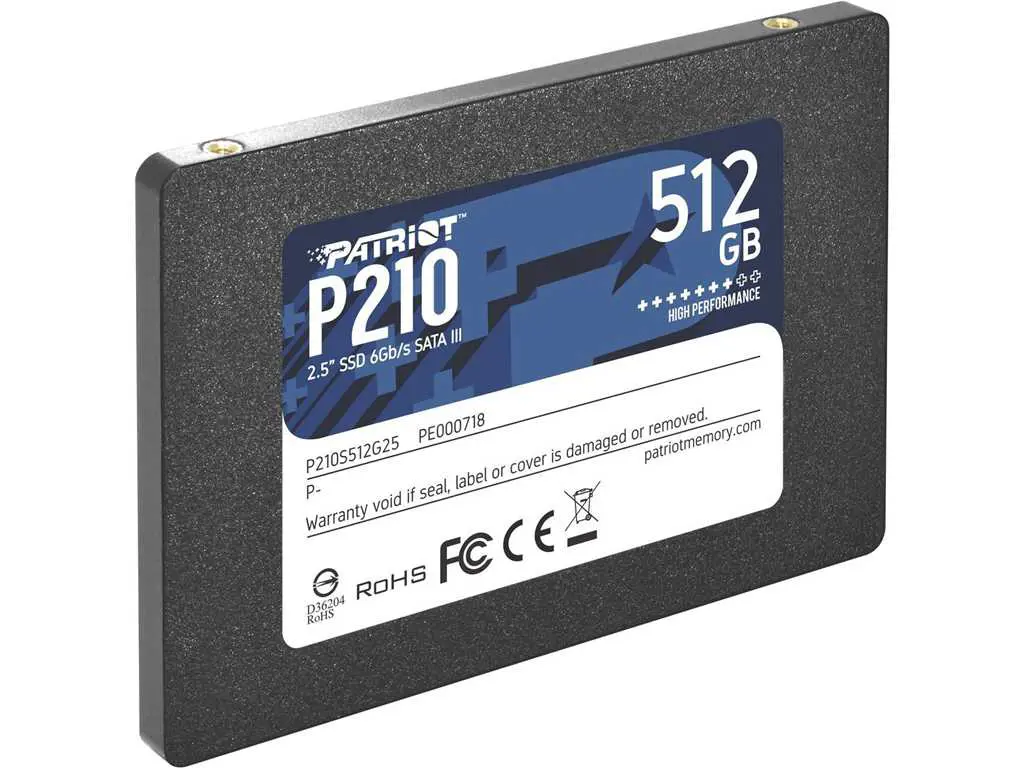 PATRIOT™
P210
2.5” SSD 6Gb/s SATA III
512
GB
HIGH PERFORMANCE
P210S512G25 PE000718
P-
Warranty void if seal, label or cover is damaged or removed.
patriotmemory.com
D36204
RoHS
RoHS FC CE